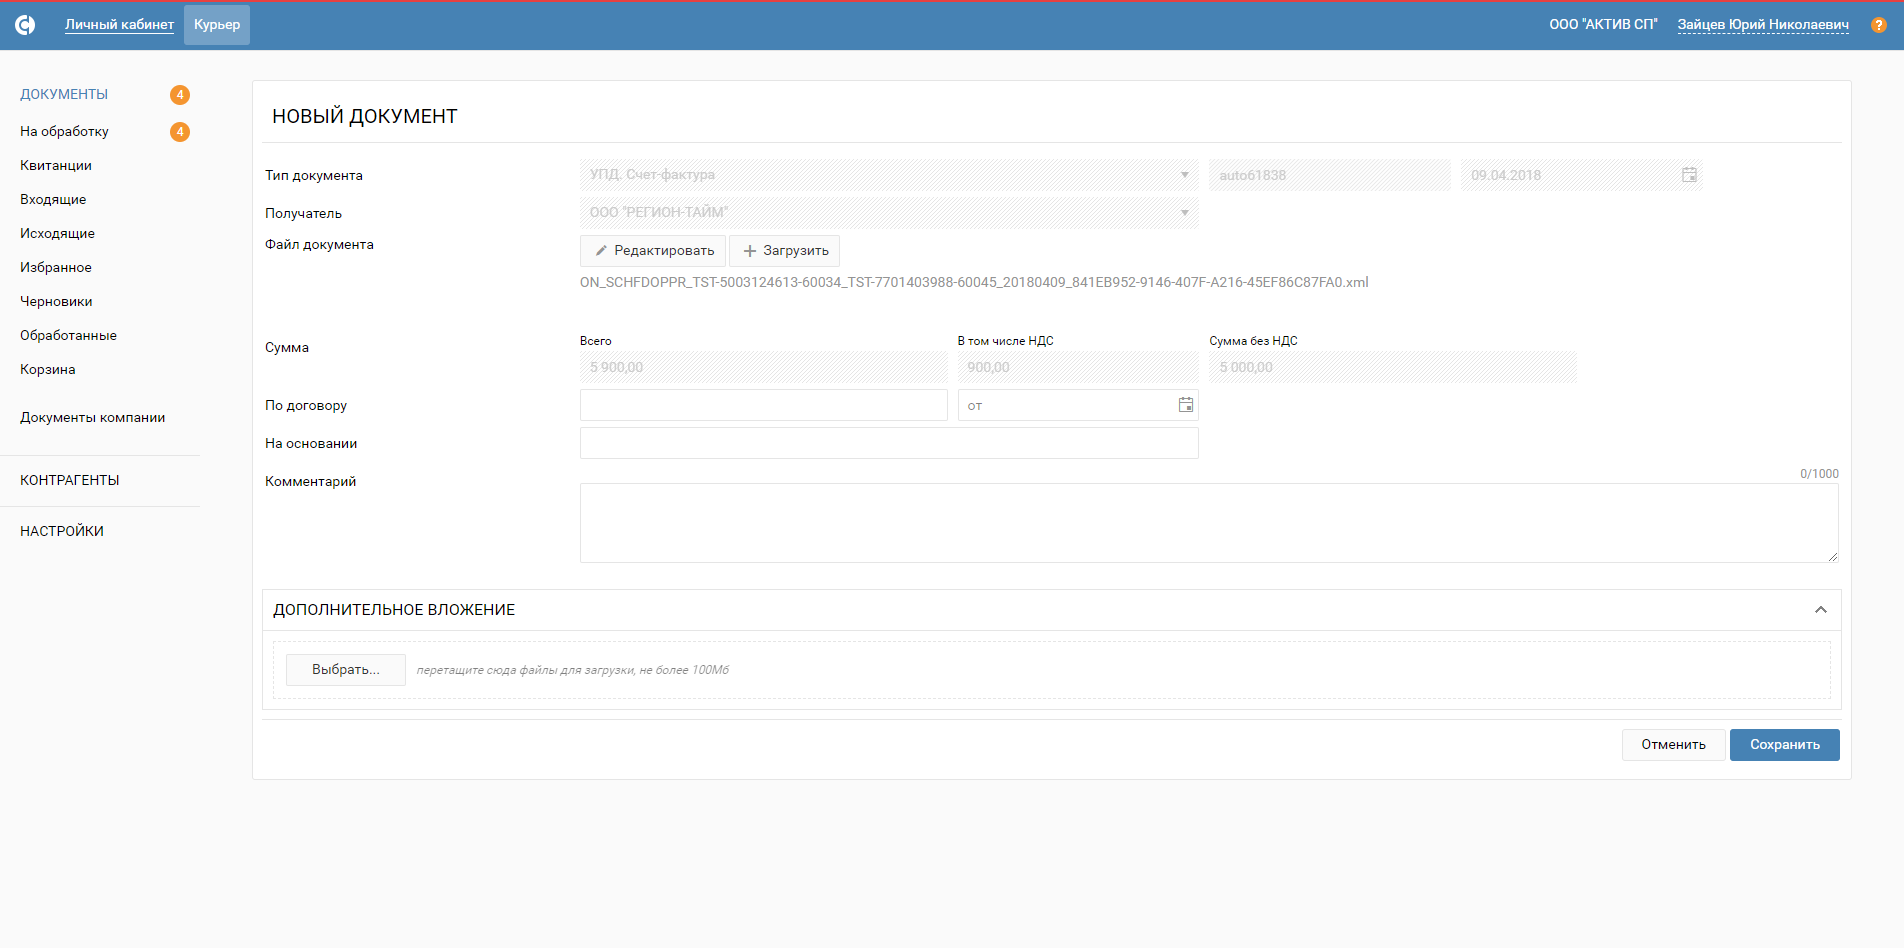 Личный кабинет Курьер ООО "АКТИВ СП" Зайцев Юрий Николаевич ?
ДОКУМЕНТЫ 4
На обработку 4
Квитанции
Входящие
Исходящие
Избранное
Черновики
Обработанные
Корзина
Документы компании
КОНТРАГЕНТЫ
НАСТРОЙКИ
НОВЫЙ ДОКУМЕНТ
Тип документа УПД. Счет-фактура auto61838 09.04.2018
Получатель ООО "РЕГИОН-ТАЙМ"
Файл документа Редактировать Загрузить
ON_SCHFDOPPR_TST-5003124613-60034_TST-7701403988-60045_20180409_841EB952-9146-407F-A216-45EF86C87FA0.xml
Всего В том числе НДС Сумма без НДС
Сумма 5 900,00 900,00 5 000,00
По договору от
На основании
Комментарий 0/1000
ДОПОЛНИТЕЛЬНОЕ ВЛОЖЕНИЕ
Выбрать... перетащите сюда файлы для загрузки, не более 100Мб
Отменить Сохранить